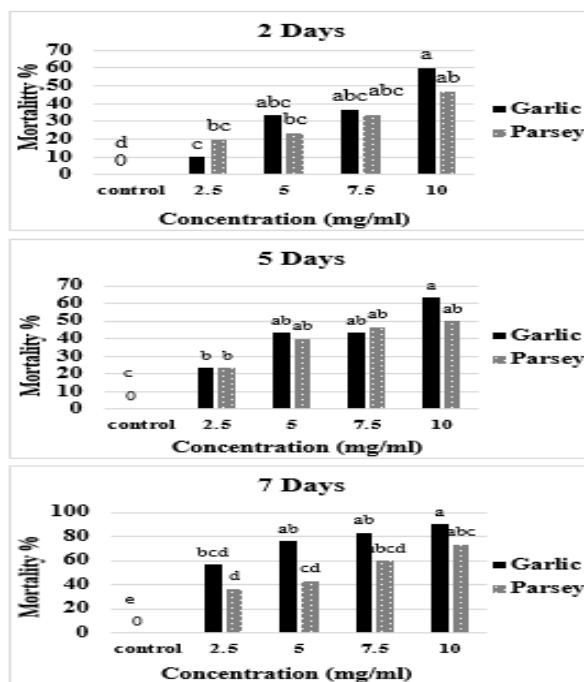 2 Days
Mortality %
70
60
50
40
30
20
10
0
d
0
c
bc
abc
bc
abc
abc
a
ab
Garlic
Parsey
control 2.5 5 7.5 10
Concentration (mg/ml)
5 Days
Mortality %
70
60
50
40
30
20
10
0
c
0
b
b
ab
ab
ab
ab
a
ab
Garlic
Parsey
control 2.5 5 7.5 10
Concentration (mg/ml)
7 Days
Mortality %
100
80
60
40
20
0
e
0
bcd
d
ab
cd
ab
abcd
a
abc
Garlic
Parsey
control 2.5 5 7.5 10
Concentration (mg/ml)